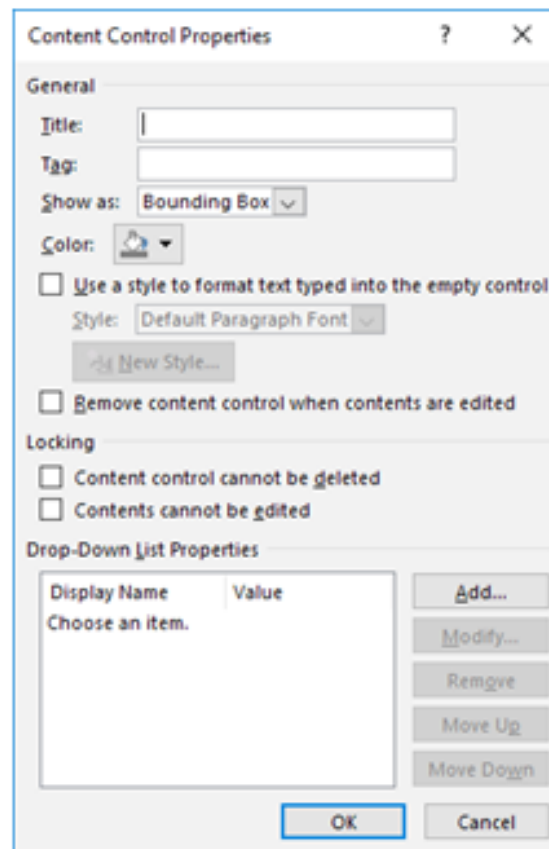 Content Control Properties ? ×
General
Title:
Tag:
Show as: Bounding Box
Color:
Use a style to format text typed into the empty control
Style: Default Paragraph Font
New Style...
Remove content control when contents are edited
Locking
Content control cannot be deleted
Contents cannot be edited
Drop-Down List Properties
Display Name Value
Choose an item.
Add...
Modify...
Remove
Move Up
Move Down
OK Cancel